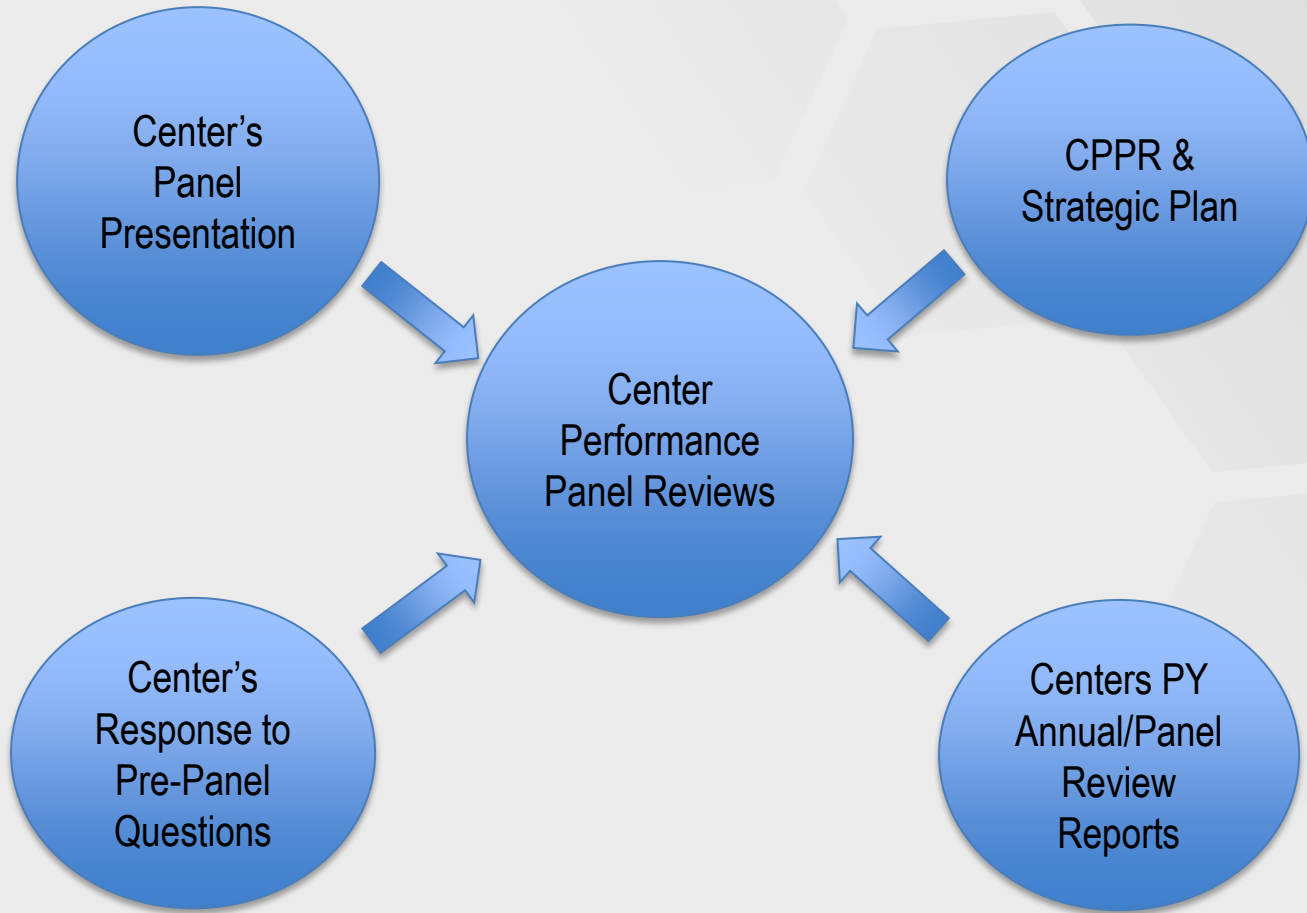 Center’s
Panel
Presentation
CPPR &
Strategic Plan
Center
Performance
Panel Reviews
Center’s
Response to
Pre-Panel
Questions
Centers PY
Annual/Panel
Review
Reports